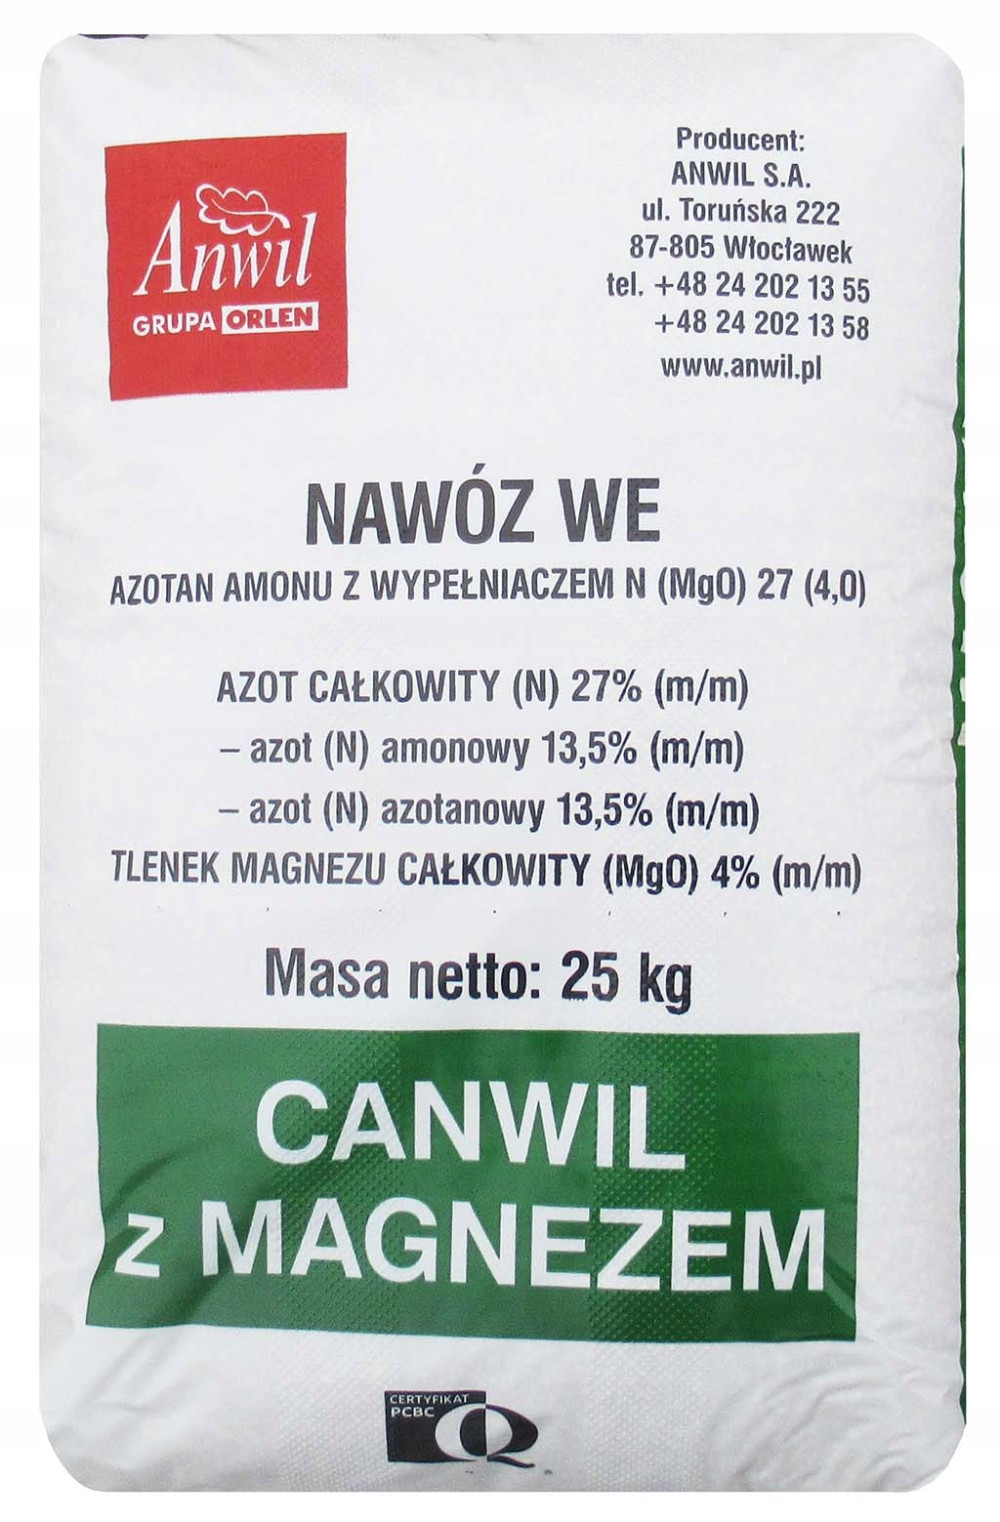 Anwil
GRUPA ORLEN
Producent:
ANWIL S.A.
ul. Toruńska 222
87-805 Włocławek
tel. +48 24 202 13 55
+48 24 202 13 58
www.anwil.pl
NAWÓZ WE
AZOTAN AMONU Z WYPEŁNIACZEM N (MgO) 27 (4,0)
AZOT CAŁKOWITY (N) 27% (m/m)
– azot (N) amonowy 13,5% (m/m)
– azot (N) azotanowy 13,5% (m/m)
TLENEK MAGNEZU CAŁKOWITY (MgO) 4% (m/m)
Masa netto: 25 kg
CANWIL
z MAGNEZEM
CERTYFIKAT
PCBC
Q